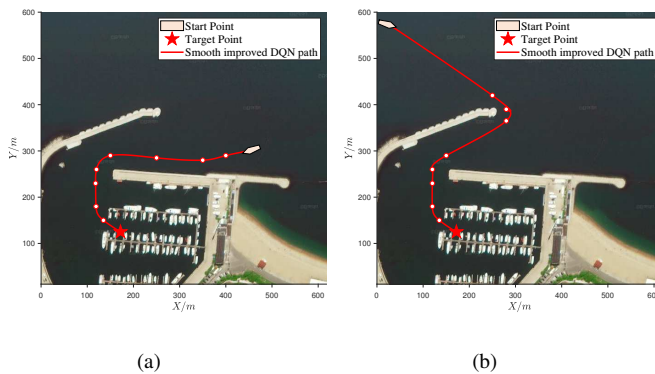 600
500
400
300
200
100
Y/m
0 100 200 300 400 500 600
X/m
Start Point
Target Point
Smooth improved DQN path
(a)
600
500
400
300
200
100
Y/m
0 100 200 300 400 500 600
X/m
Start Point
Target Point
Smooth improved DQN path
(b)